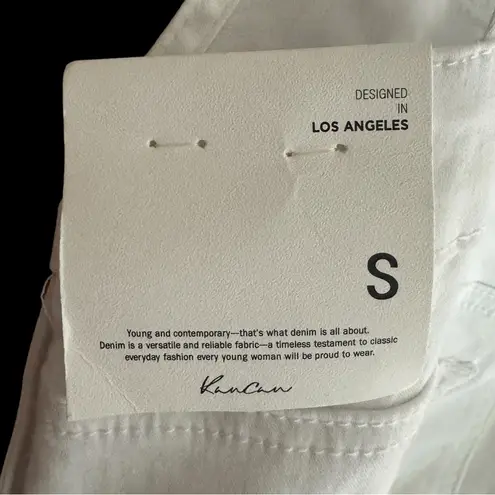 DESIGNED
IN
LOS ANGELES
S
Young and contemporary—that's what denim is all about.
Denim is a versatile and reliable fabric—a timeless testament to classic
everyday fashion every young woman will be proud to wear.
KanCan